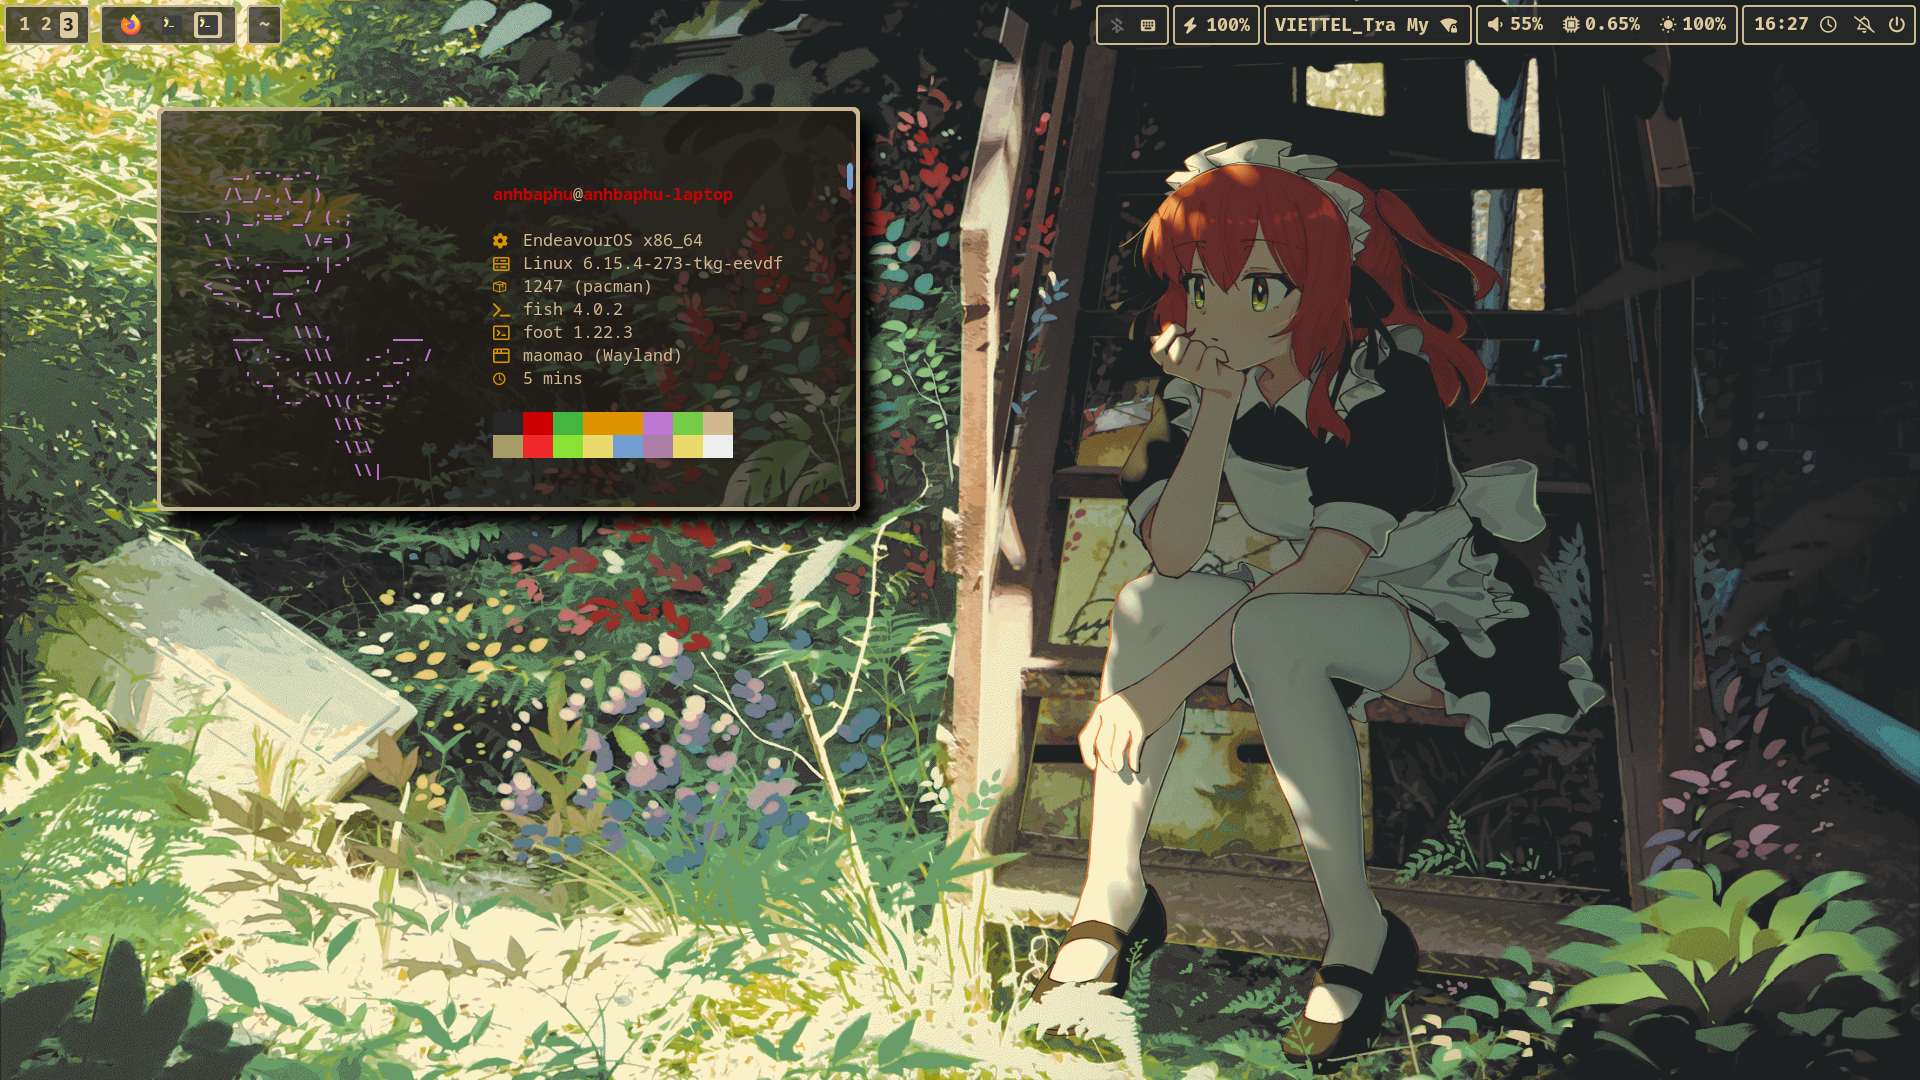 1 2 3 ~ 100% VIETTEL_Tra My 55% 0.65% 100% 16:27
anhbaphu@anhbaphu-laptop
EndeavourOS x86_64
Linux 6.15.4-273-tkg-eevdf
1247 (pacman)
fish 4.0.2
foot 1.22.3
maomao (Wayland)
5 mins